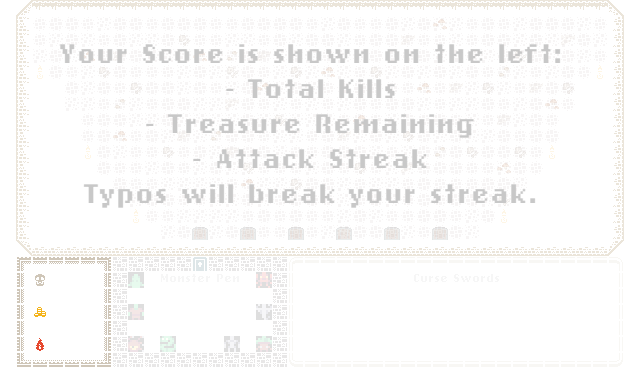 Your Score is shown on the left:
- Total Kills
- Treasure Remaining
- Attack Streak
Typos will break your streak.
Monster Pen
Curse Swords